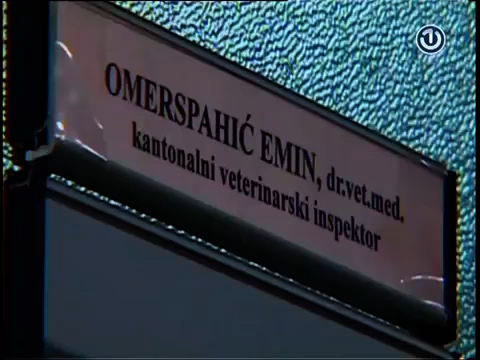 OMERSPAHIĆ EMIN, dr.vet.med.
kantonalni veterinarski inspektor